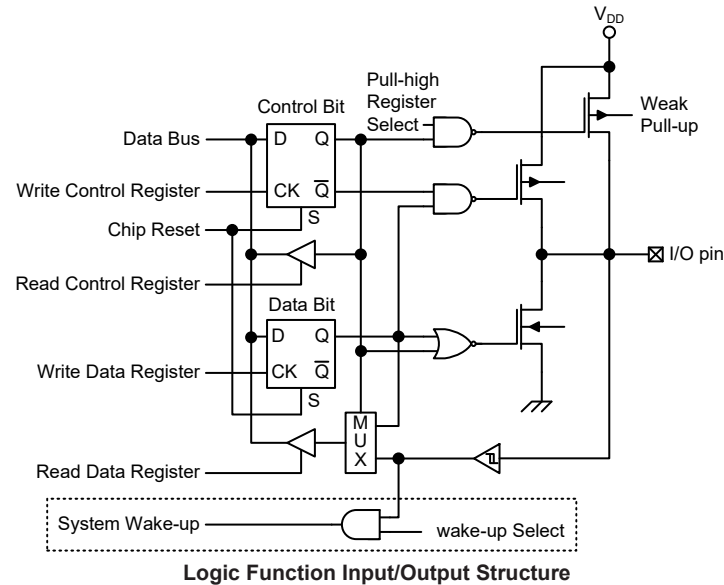 VDD
Pull-high
Register
Select
Weak
Pull-up
Control Bit
Data Bus
D Q
Write Control Register
CK Q̅
S
Chip Reset
I/O pin
Read Control Register
Data Bit
D Q
Write Data Register
CK Q̅
S
M
U
X
Read Data Register
System Wake-up
wake-up Select
Logic Function Input/Output Structure